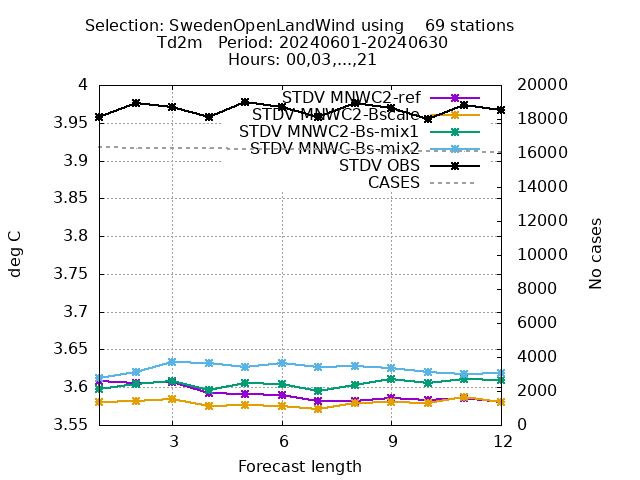 Selection: SwedenOpenLandWind using    69 stations
Td2m   Period: 20240601-20240630
Hours: 00,03,...,21
4
3.95
3.9
3.85
3.8
3.75
3.7
3.65
3.6
3.55
deg C
STDV MNWC2-ref
STDV MNWC2-Bscale
STDV MNWC2-Bs-mix1
STDV MNWC-Bs-mix2
STDV OBS
CASES
20000
18000
16000
14000
12000
10000
8000
6000
4000
2000
0
No cases
3 6 9 12
Forecast length